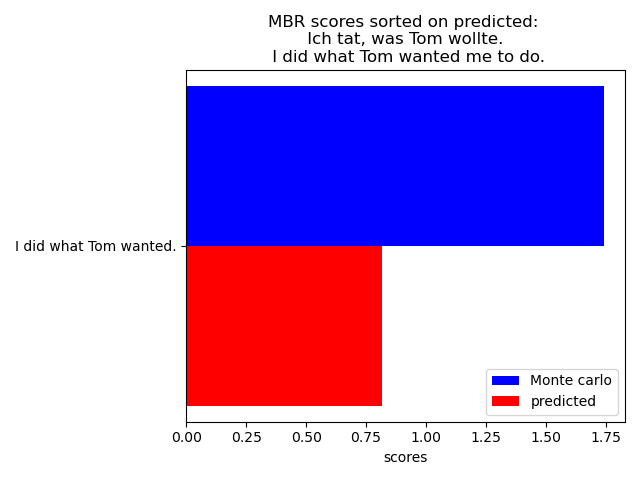 MBR scores sorted on predicted:
Ich tat, was Tom wollte.
I did what Tom wanted me to do.
I did what Tom wanted.
Monte carlo
predicted
0.00 0.25 0.50 0.75 1.00 1.25 1.50 1.75
scores